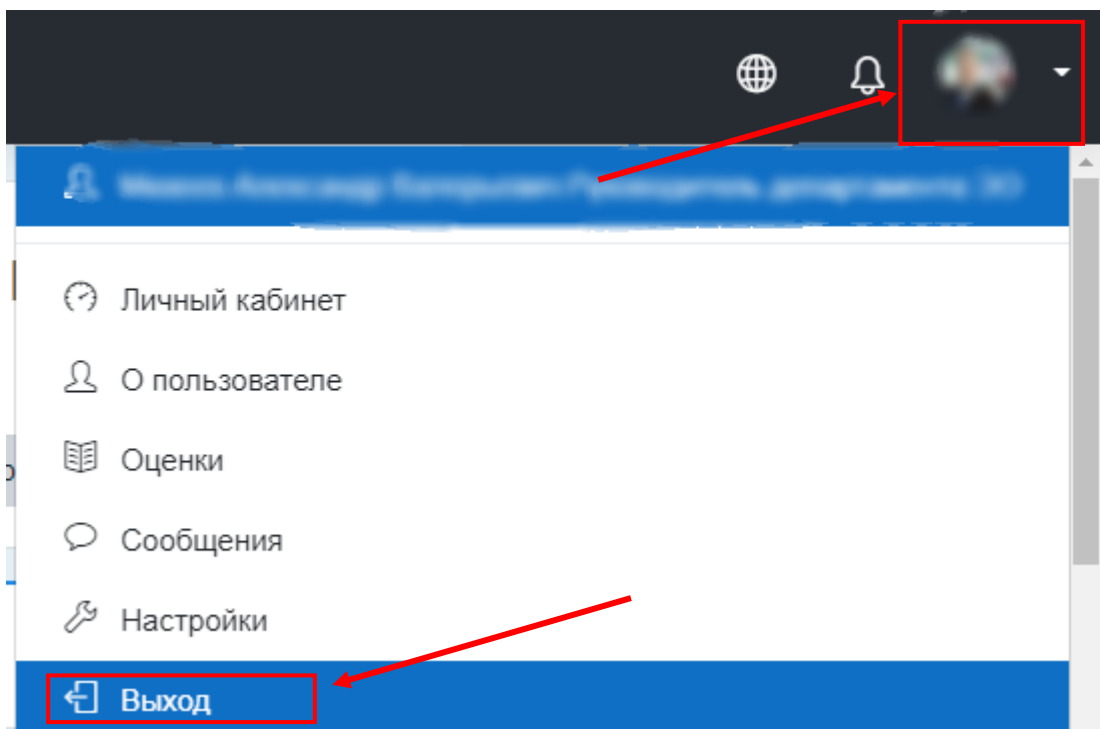 Личный кабинет
О пользователе
Оценки
Сообщения
Настройки
Выход